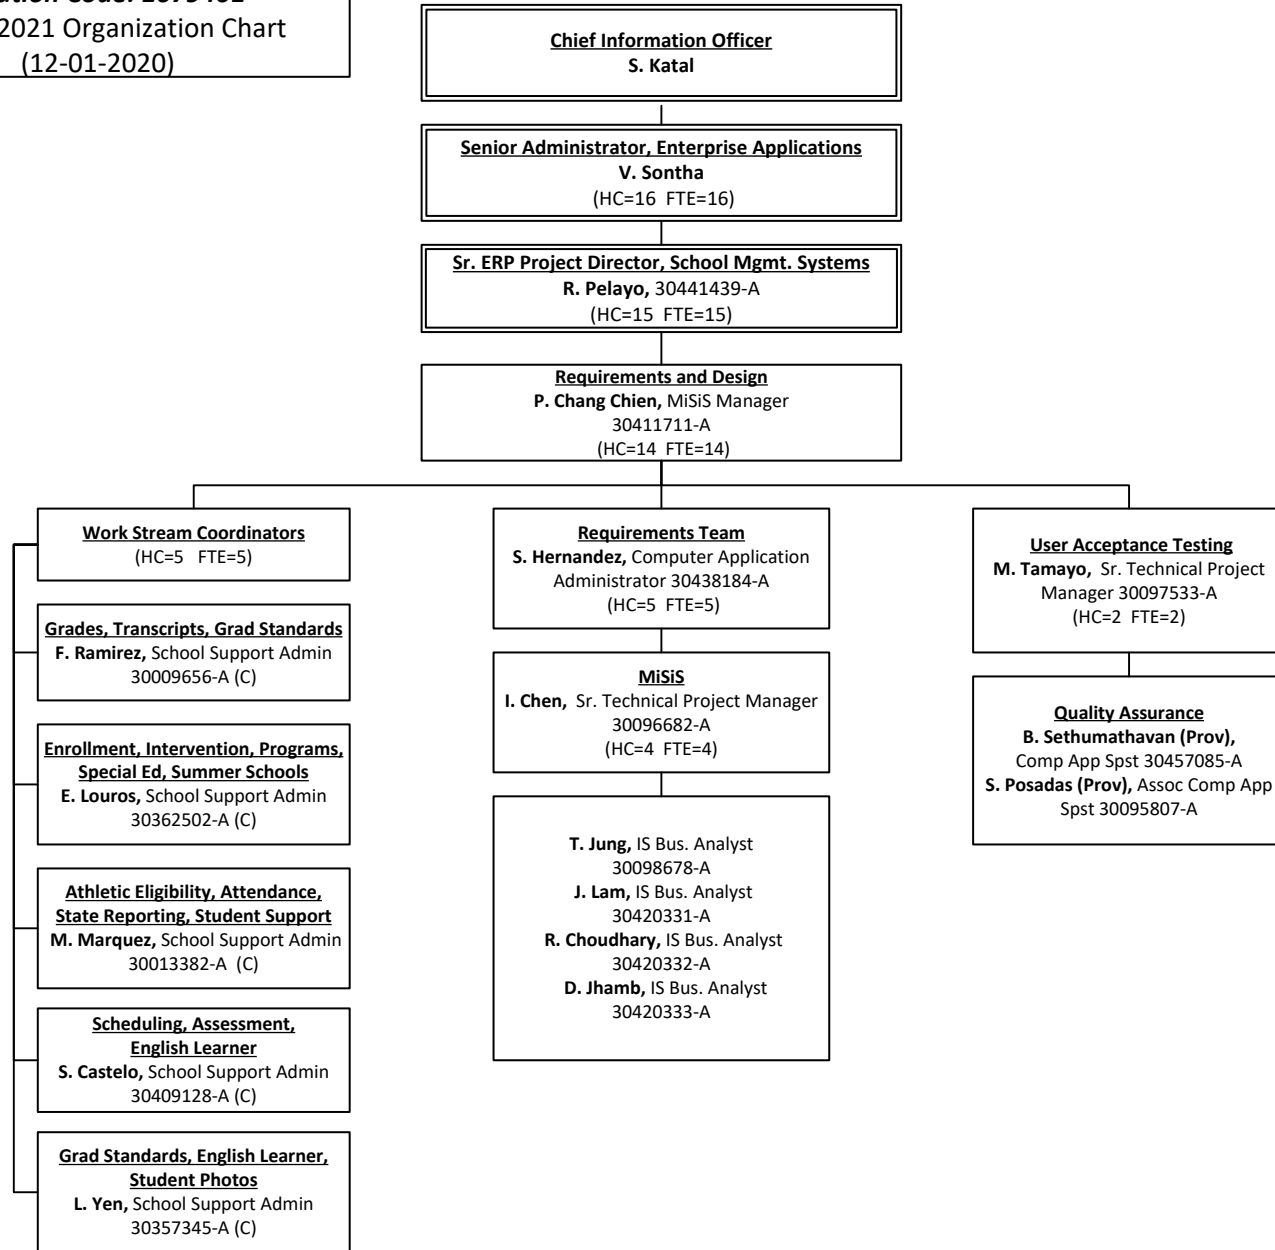 2021 Organization Chart
(12-01-2020)
Chief Information Officer
S. Katal
Senior Administrator, Enterprise Applications
V. Sontha
(HC=16 FTE=16)
Sr. ERP Project Director, School Mgmt. Systems
R. Pelayo, 30441439-A
(HC=15 FTE=15)
Requirements and Design
P. Chang Chien, MiSiS Manager
30411711-A
(HC=14 FTE=14)
Work Stream Coordinators
(HC=5 FTE=5)
Grades, Transcripts, Grad Standards
F. Ramirez, School Support Admin
30009656-A (C)
Enrollment, Intervention, Programs,
Special Ed, Summer Schools
E. Louros, School Support Admin
30362502-A (C)
Athletic Eligibility, Attendance,
State Reporting, Student Support
M. Marquez, School Support Admin
30013382-A (C)
Scheduling, Assessment,
English Learner
S. Castelo, School Support Admin
30409128-A (C)
Grad Standards, English Learner,
Student Photos
L. Yen, School Support Admin
30357345-A (C)
Requirements Team
S. Hernandez, Computer Application
Administrator 30438184-A
(HC=5 FTE=5)
MiSiS
I. Chen, Sr. Technical Project Manager
30096682-A
(HC=4 FTE=4)
T. Jung, IS Bus. Analyst
30098678-A
J. Lam, IS Bus. Analyst
30420331-A
R. Choudhary, IS Bus. Analyst
30420332-A
D. Jhamb, IS Bus. Analyst
30420333-A
User Acceptance Testing
M. Tamayo, Sr. Technical Project
Manager 30097533-A
(HC=2 FTE=2)
Quality Assurance
B. Sethumathavan (Prov),
Comp App Spst 30457085-A
S. Posadas (Prov), Assoc Comp App
Spst 30095807-A